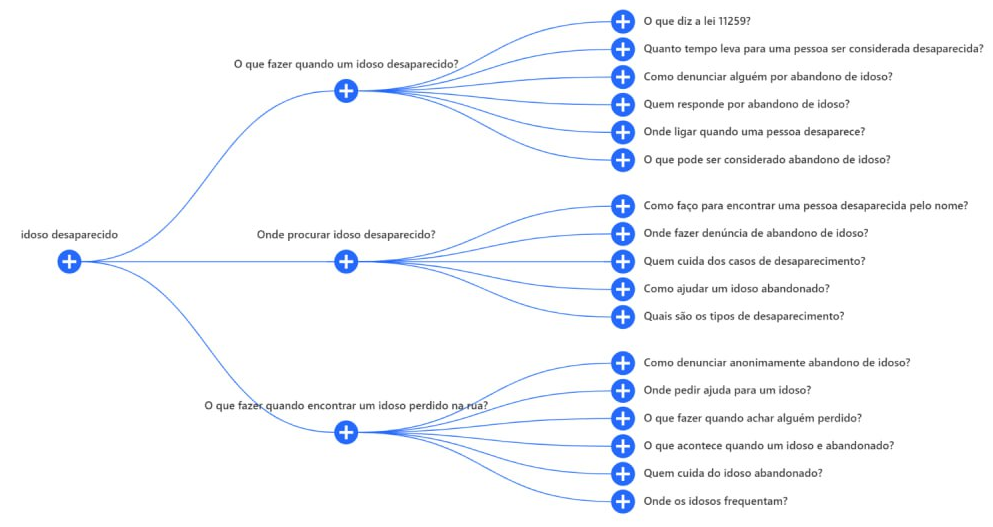 idoso desaparecido
O que fazer quando um idoso desaparecido?
O que diz a lei 11259?
Quanto tempo leva para uma pessoa ser considerada desaparecida?
Como denunciar alguém por abandono de idoso?
Quem responde por abandono de idoso?
Onde ligar quando uma pessoa desaparece?
O que pode ser considerado abandono de idoso?
Onde procurar idoso desaparecido?
Como faço para encontrar uma pessoa desaparecida pelo nome?
Onde fazer denúncia de abandono de idoso?
Quem cuida dos casos de desaparecimento?
Como ajudar um idoso abandonado?
Quais são os tipos de desaparecimento?
O que fazer quando encontrar um idoso perdido na rua?
Como denunciar anonimamente abandono de idoso?
Onde pedir ajuda para um idoso?
O que fazer quando achar alguém perdido?
O que acontece quando um idoso e abandonado?
Quem cuida do idoso abandonado?
Onde os idosos frequentam?